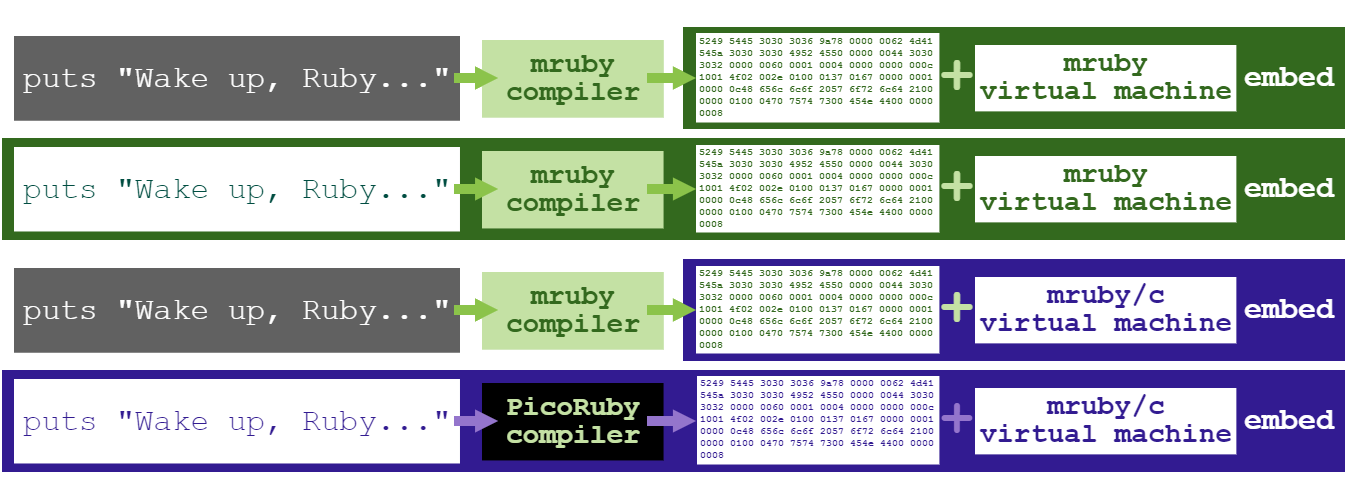 puts "Wake up, Ruby..."
mruby
compiler
5249 5445 3030 3036 9a78 0000 0062 4d41
545a 3030 3030 4952 4550 0000 0044 3030
3032 0000 0060 0001 0004 0000 0000 000c
1001 4f02 002e 0100 0137 0167 0000 0001
0000 0c48 656c 6c6f 2057 6f72 6c64 2100
0000 0100 0470 7574 7300 454e 4400 0000
0008
+
mruby
virtual machine
embed
puts "Wake up, Ruby..."
mruby
compiler
5249 5445 3030 3036 9a78 0000 0062 4d41
545a 3030 3030 4952 4550 0000 0044 3030
3032 0000 0060 0001 0004 0000 0000 000c
1001 4f02 002e 0100 0137 0167 0000 0001
0000 0c48 656c 6c6f 2057 6f72 6c64 2100
0000 0100 0470 7574 7300 454e 4400 0000
0008
+
mruby
virtual machine
embed
puts "Wake up, Ruby..."
mruby
compiler
5249 5445 3030 3036 9a78 0000 0062 4d41
545a 3030 3030 4952 4550 0000 0044 3030
3032 0000 0060 0001 0004 0000 0000 000c
1001 4f02 002e 0100 0137 0167 0000 0001
0000 0c48 656c 6c6f 2057 6f72 6c64 2100
0000 0100 0470 7574 7300 454e 4400 0000
0008
+
mruby/c
virtual machine
embed
puts "Wake up, Ruby..."
PicoRuby
compiler
5249 5445 3030 3036 9a78 0000 0062 4d41
545a 3030 3030 4952 4550 0000 0044 3030
3032 0000 0060 0001 0004 0000 0000 000c
1001 4f02 002e 0100 0137 0167 0000 0001
0000 0c48 656c 6c6f 2057 6f72 6c64 2100
0000 0100 0470 7574 7300 454e 4400 0000
0008
+
mruby/c
virtual machine
embed